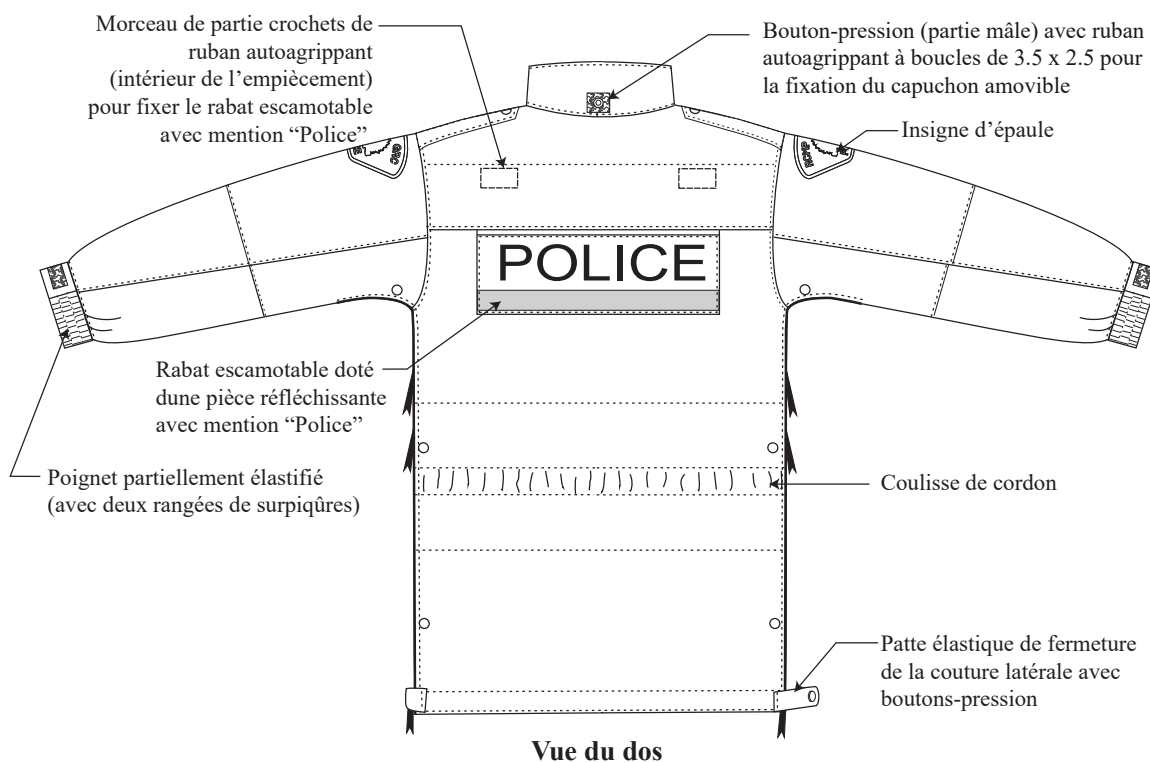 Morceau de partie crochets de
ruban autoagrippant
(intérieur de l’empiècement)
pour fixer le rabat escamotable
avec mention “Police”
Bouton-pression (partie mâle) avec ruban
autoagrippant à boucles de 3.5 x 2.5 pour
la fixation du capuchon amovible
Insigne d’épaule
GRC
RCMP
POLICE
Rabat escamotable doté
dune pièce réfléchissante
avec mention “Police”
Poignet partiellement élastifié
(avec deux rangées de surpiqûres)
Coulisse de cordon
Patte élastique de fermeture
de la couture latérale avec
boutons-pression
Vue du dos